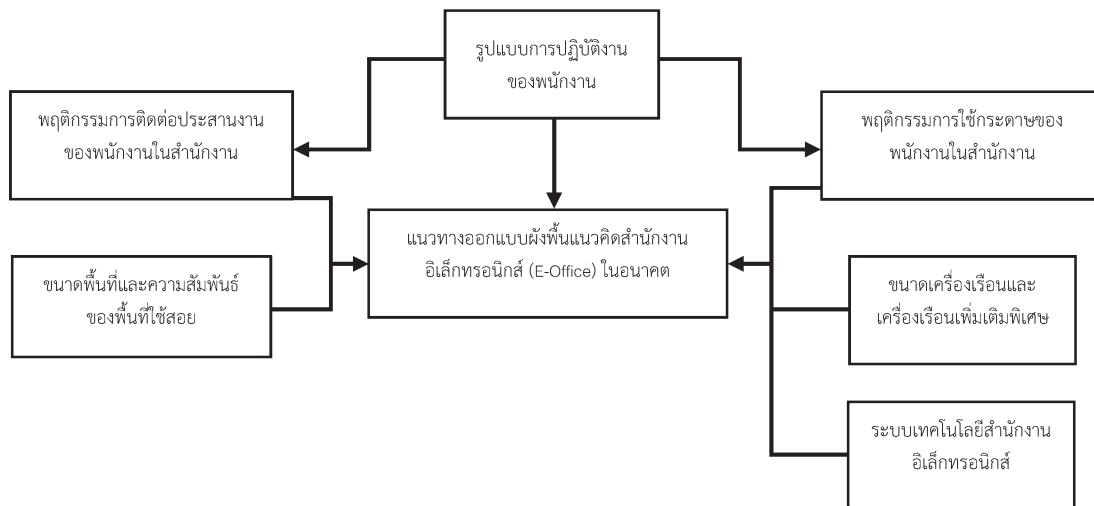 รูปแบบการปฏิบัติงาน
ของพนักงาน
พฤติกรรมการติดต่อประสานงาน
ของพนักงานในสำนักงาน
พฤติกรรมการใช้กระดาษของ
พนักงานในสำนักงาน
แนวทางออกแบบผังพื้นแนวคิดสำนักงาน
อิเล็กทรอนิกส์ (E-Office) ในอนาคต
ขนาดพื้นที่และความสัมพันธ์
ของพื้นที่ใช้สอย
ขนาดเครื่องเรือนและ
เครื่องเรือนเพิ่มเติมพิเศษ
ระบบเทคโนโลยีสำนักงาน
อิเล็กทรอนิกส์